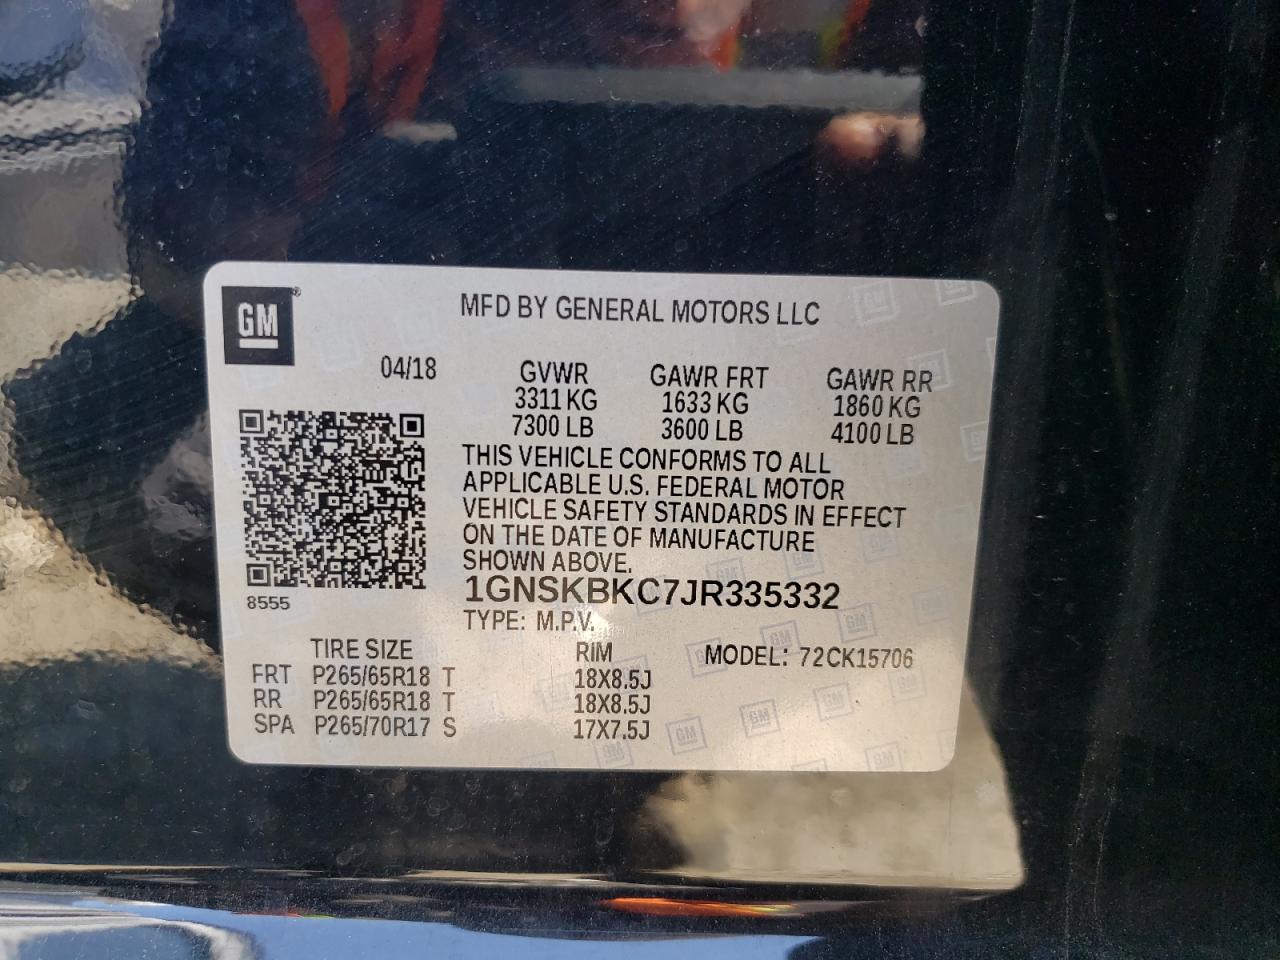 GM®
MFD BY GENERAL MOTORS LLC
04/18
GVWR GAWR FRT GAWR RR
3311 KG 1633 KG 1860 KG
7300 LB 3600 LB 4100 LB
THIS VEHICLE CONFORMS TO ALL
APPLICABLE U.S. FEDERAL MOTOR
VEHICLE SAFETY STANDARDS IN EFFECT
ON THE DATE OF MANUFACTURE
SHOWN ABOVE.
8555
1GNSKBKC7JR335332
TYPE: M.P.V.
TIRE SIZE RIM MODEL: 72CK15706
FRT P265/65R18 T 18X8.5J
RR P265/65R18 T 18X8.5J
SPA P265/70R17 S 17X7.5J